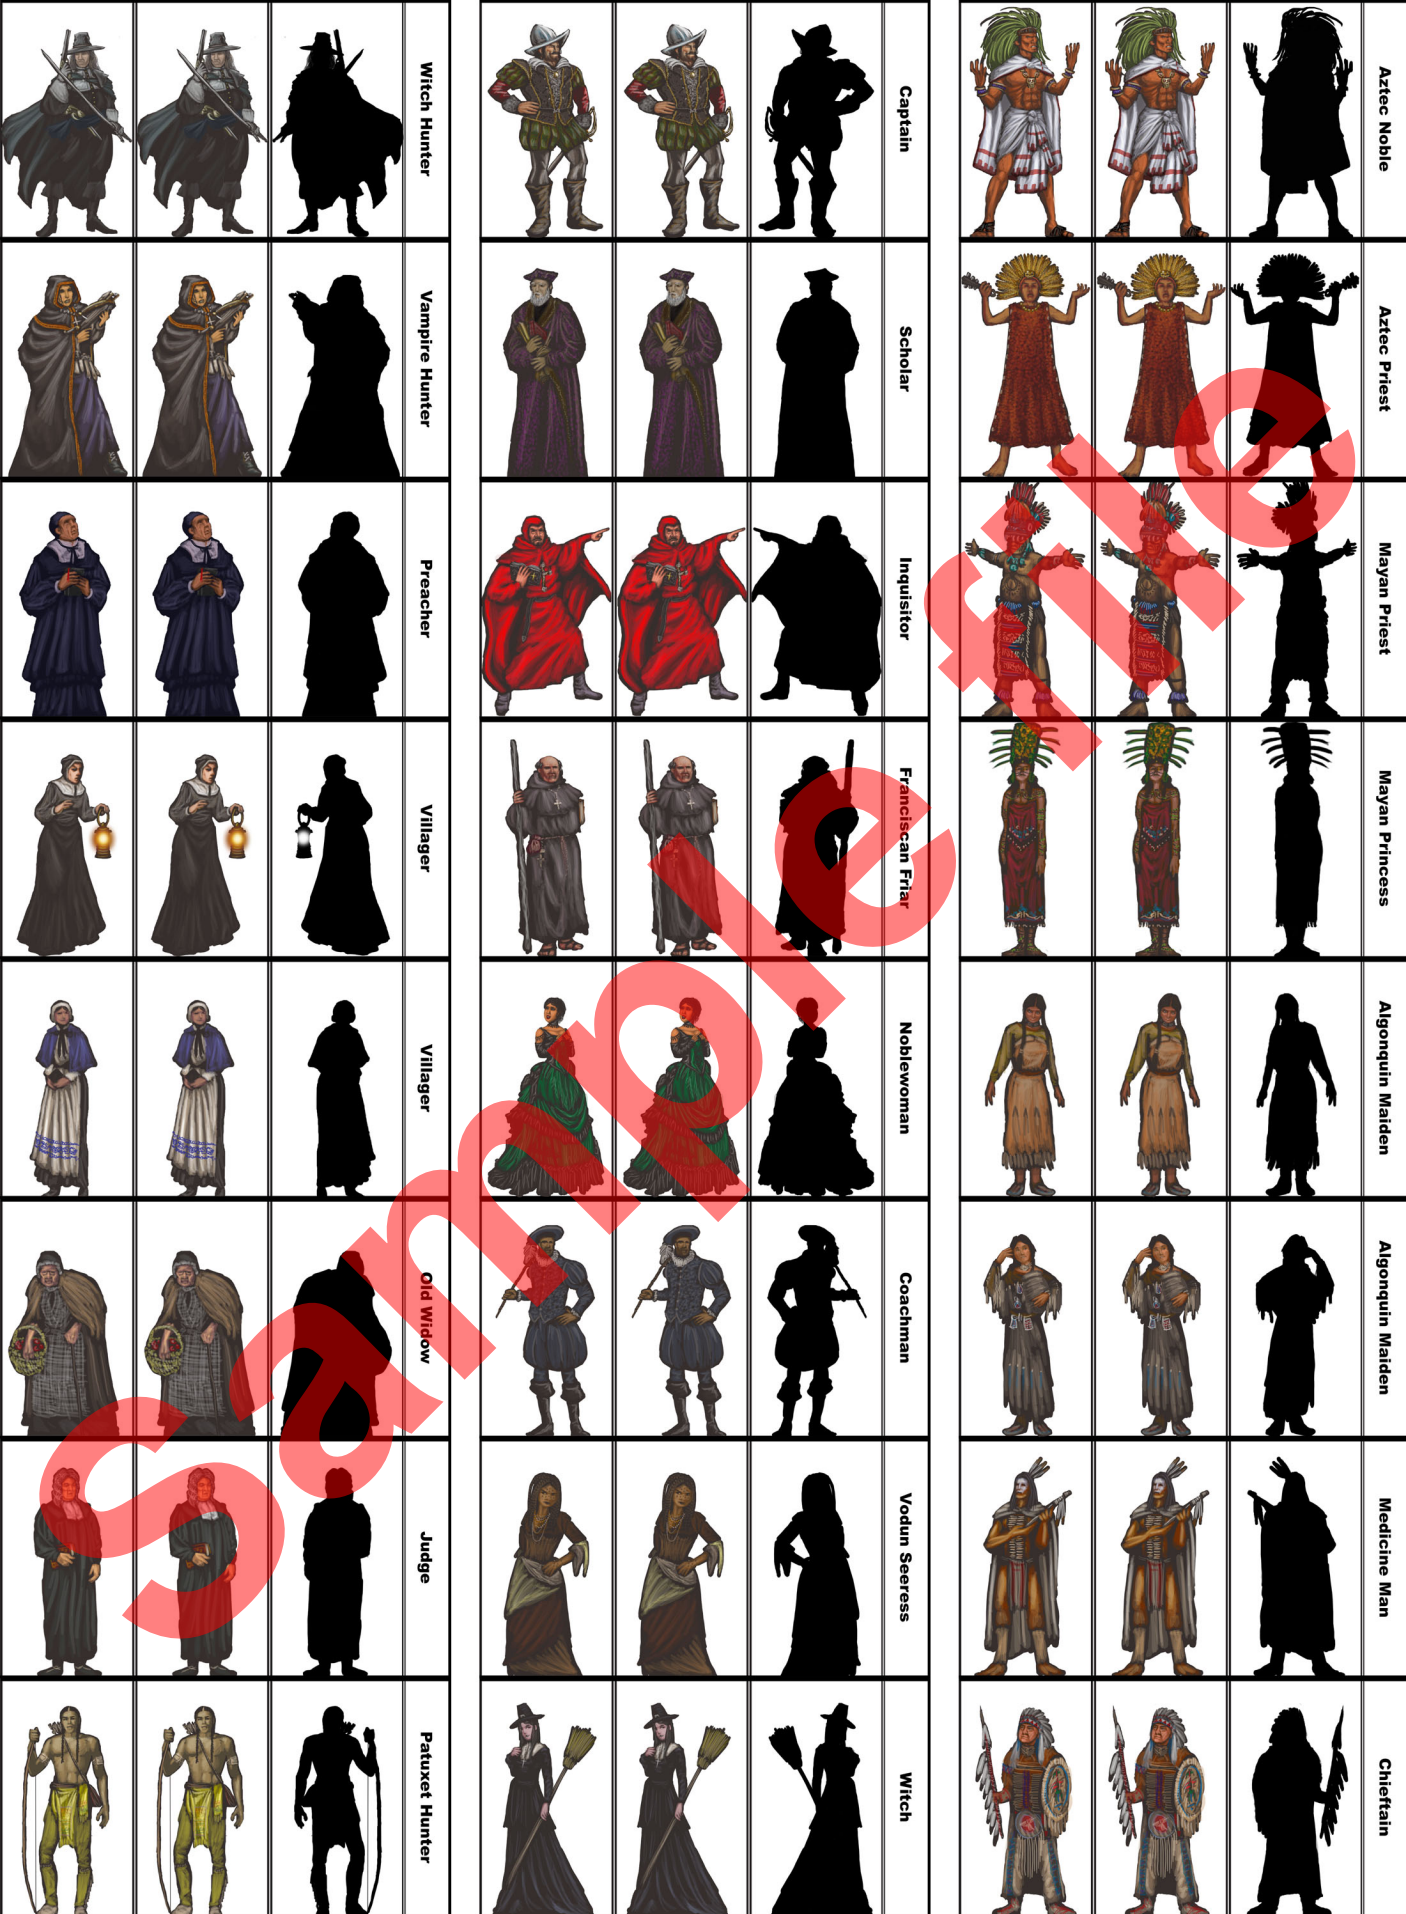 Witch Hunter
Vampire Hunter
Preacher
Villager
Villager
Old Widow
Judge
Patuxet Hunter
Captain
Scholar
Inquisitor
Franciscan Friar
Noblewoman
Coachman
Vodun Seeress
Witch
Aztec Noble
Aztec Priest
Mayan Priest
Mayan Princess
Algonquin Maiden
Algonquin Maiden
Medicine Man
Chieftain
Sample file